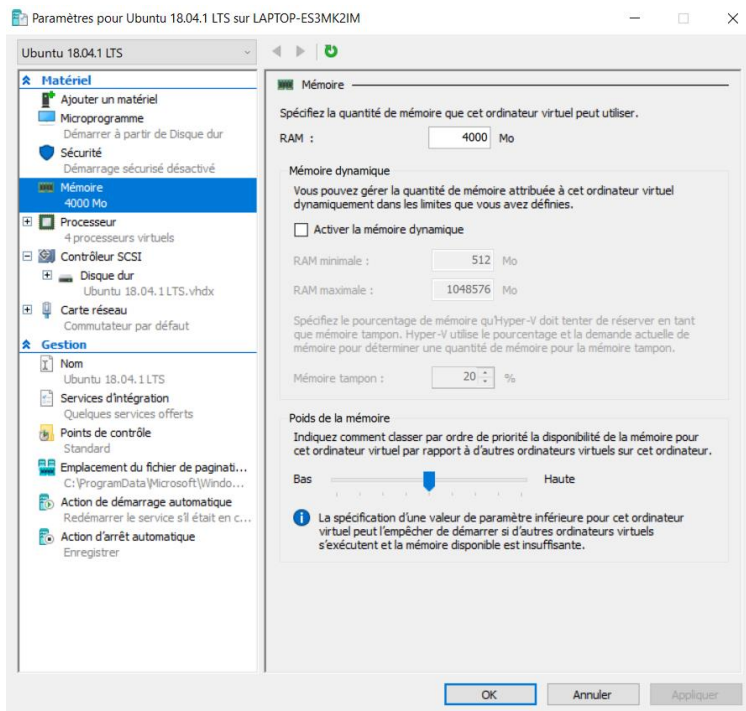 Paramètres pour Ubuntu 18.04.1 LTS sur LAPTOP-ES3MK2IM
Ubuntu 18.04.1 LTS
Matériel
Ajouter un matériel
Microprogramme
Démarrer à partir de Disque dur
Sécurité
Démarrage sécurisé désactivé
Mémoire
4000 Mo
Processeur
4 processeurs virtuels
Contrôleur SCSI
Disque dur
Ubuntu 18.04.1 LTS.vhdx
Carte réseau
Commutateur par défaut
Gestion
Nom
Ubuntu 18.04.1 LTS
Services d'intégration
Quelques services offerts
Points de contrôle
Standard
Emplacement du fichier de paginati...
C:\ProgramData\Microsoft\Windo...
Action de démarrage automatique
Redémarrer le service s'il était en c...
Action d'arrêt automatique
Enregistrer
Mémoire
Spécifiez la quantité de mémoire que cet ordinateur virtuel peut utiliser.
RAM : 4000 Mo
Mémoire dynamique
Vous pouvez gérer la quantité de mémoire attribuée à cet ordinateur virtuel
dynamiquement dans les limites que vous avez définies.
Activer la mémoire dynamique
RAM minimale : 512 Mo
RAM maximale : 1048576 Mo
Spécifiez le pourcentage de mémoire qu'Hyper-V doit tenter de réserver en tant
que mémoire tampon. Hyper-V utilise le pourcentage et la demande actuelle de
mémoire pour déterminer une quantité de mémoire pour la mémoire tampon.
Mémoire tampon : 20 %
Poids de la mémoire
Indiquez comment classer par ordre de priorité la disponibilité de la mémoire pour
cet ordinateur virtuel par rapport à d'autres ordinateurs virtuels sur cet ordinateur.
Bas Haute
La spécification d'une valeur de paramètre inférieure pour cet ordinateur
virtuel peut l'empêcher de démarrer si d'autres ordinateurs virtuels
s'exécutent et la mémoire disponible est insuffisante.
OK Annuler Appliquer